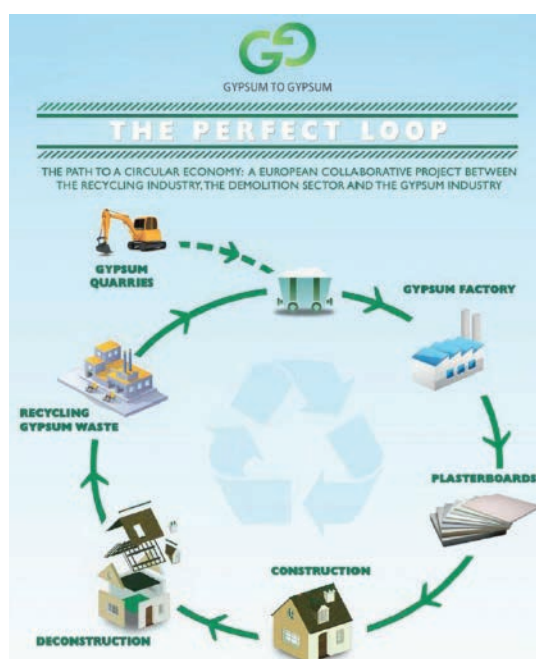 GYPSUM TO GYPSUM
THE PERFECT LOOP
THE PATH TO A CIRCULAR ECONOMY: A EUROPEAN COLLABORATIVE PROJECT BETWEEN
THE RECYCLING INDUSTRY, THE DEMOLITION SECTOR AND THE GYPSUM INDUSTRY
GYPSUM
QUARRIES
GYPSUM FACTORY
RECYCLING
GYPSUM WASTE
PLASTERBOARDS
CONSTRUCTION
DECONSTRUCTION